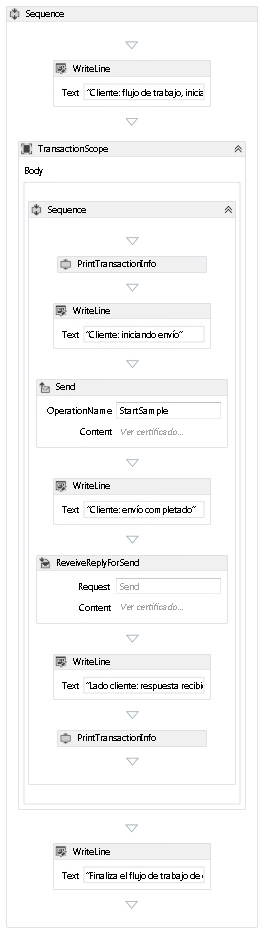 Sequence
WriteLine
Text "Cliente: flujo de trabajo, inicia
TransactionScope
Body
Sequence
PrintTransactionInfo
WriteLine
Text "Cliente: iniciando envío"
Send
OperationName StartSample
Content Ver certificado...
WriteLine
Text "Cliente: envío completado"
ReveiveReplyForSend
Request Send
Content Ver certificado...
WriteLine
Text "Lado cliente: respuesta recibi
PrintTransactionInfo
WriteLine
Text "Finaliza el flujo de trabajo de